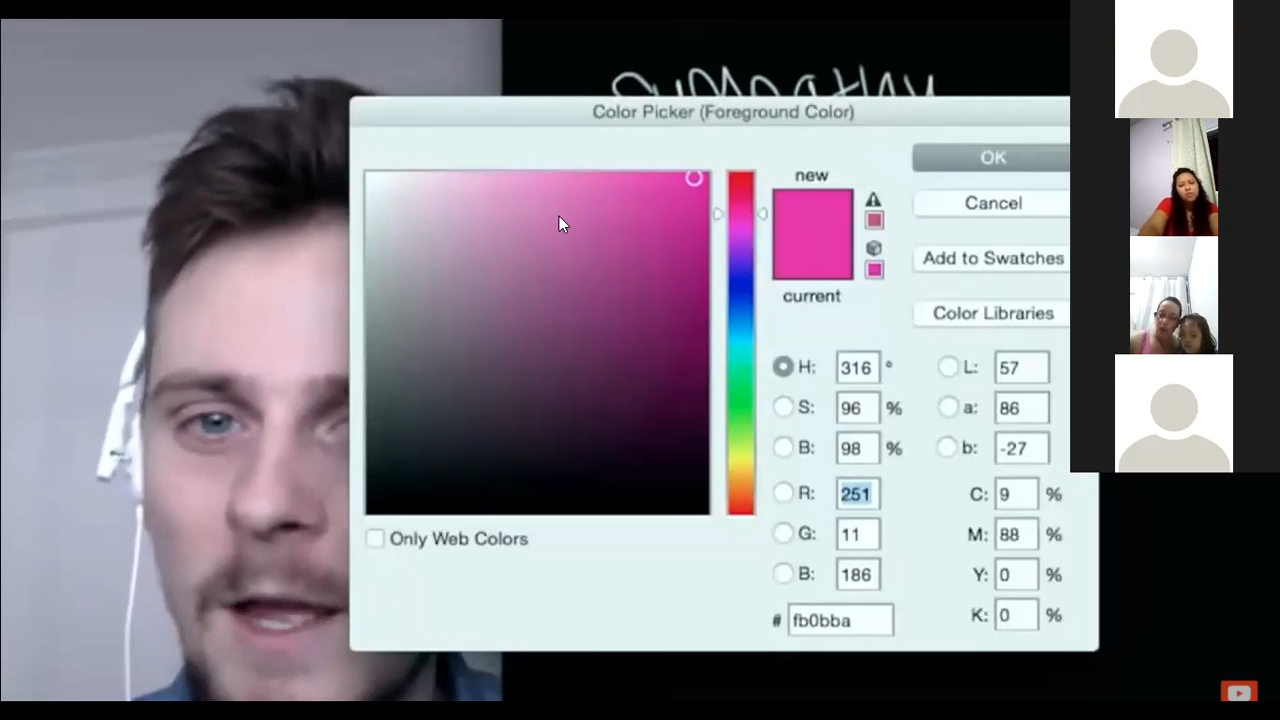 Sympathy
Color Picker (Foreground Color)
OK
new
Cancel
Add to Swatches
current
Color Libraries
H: 316 ° L: 57
S: 96 % a: 86
B: 98 % b: -27
R: 251 C: 9 %
Only Web Colors
G: 11 M: 88 %
B: 186 Y: 0 %
# fb0bba K: 0 %